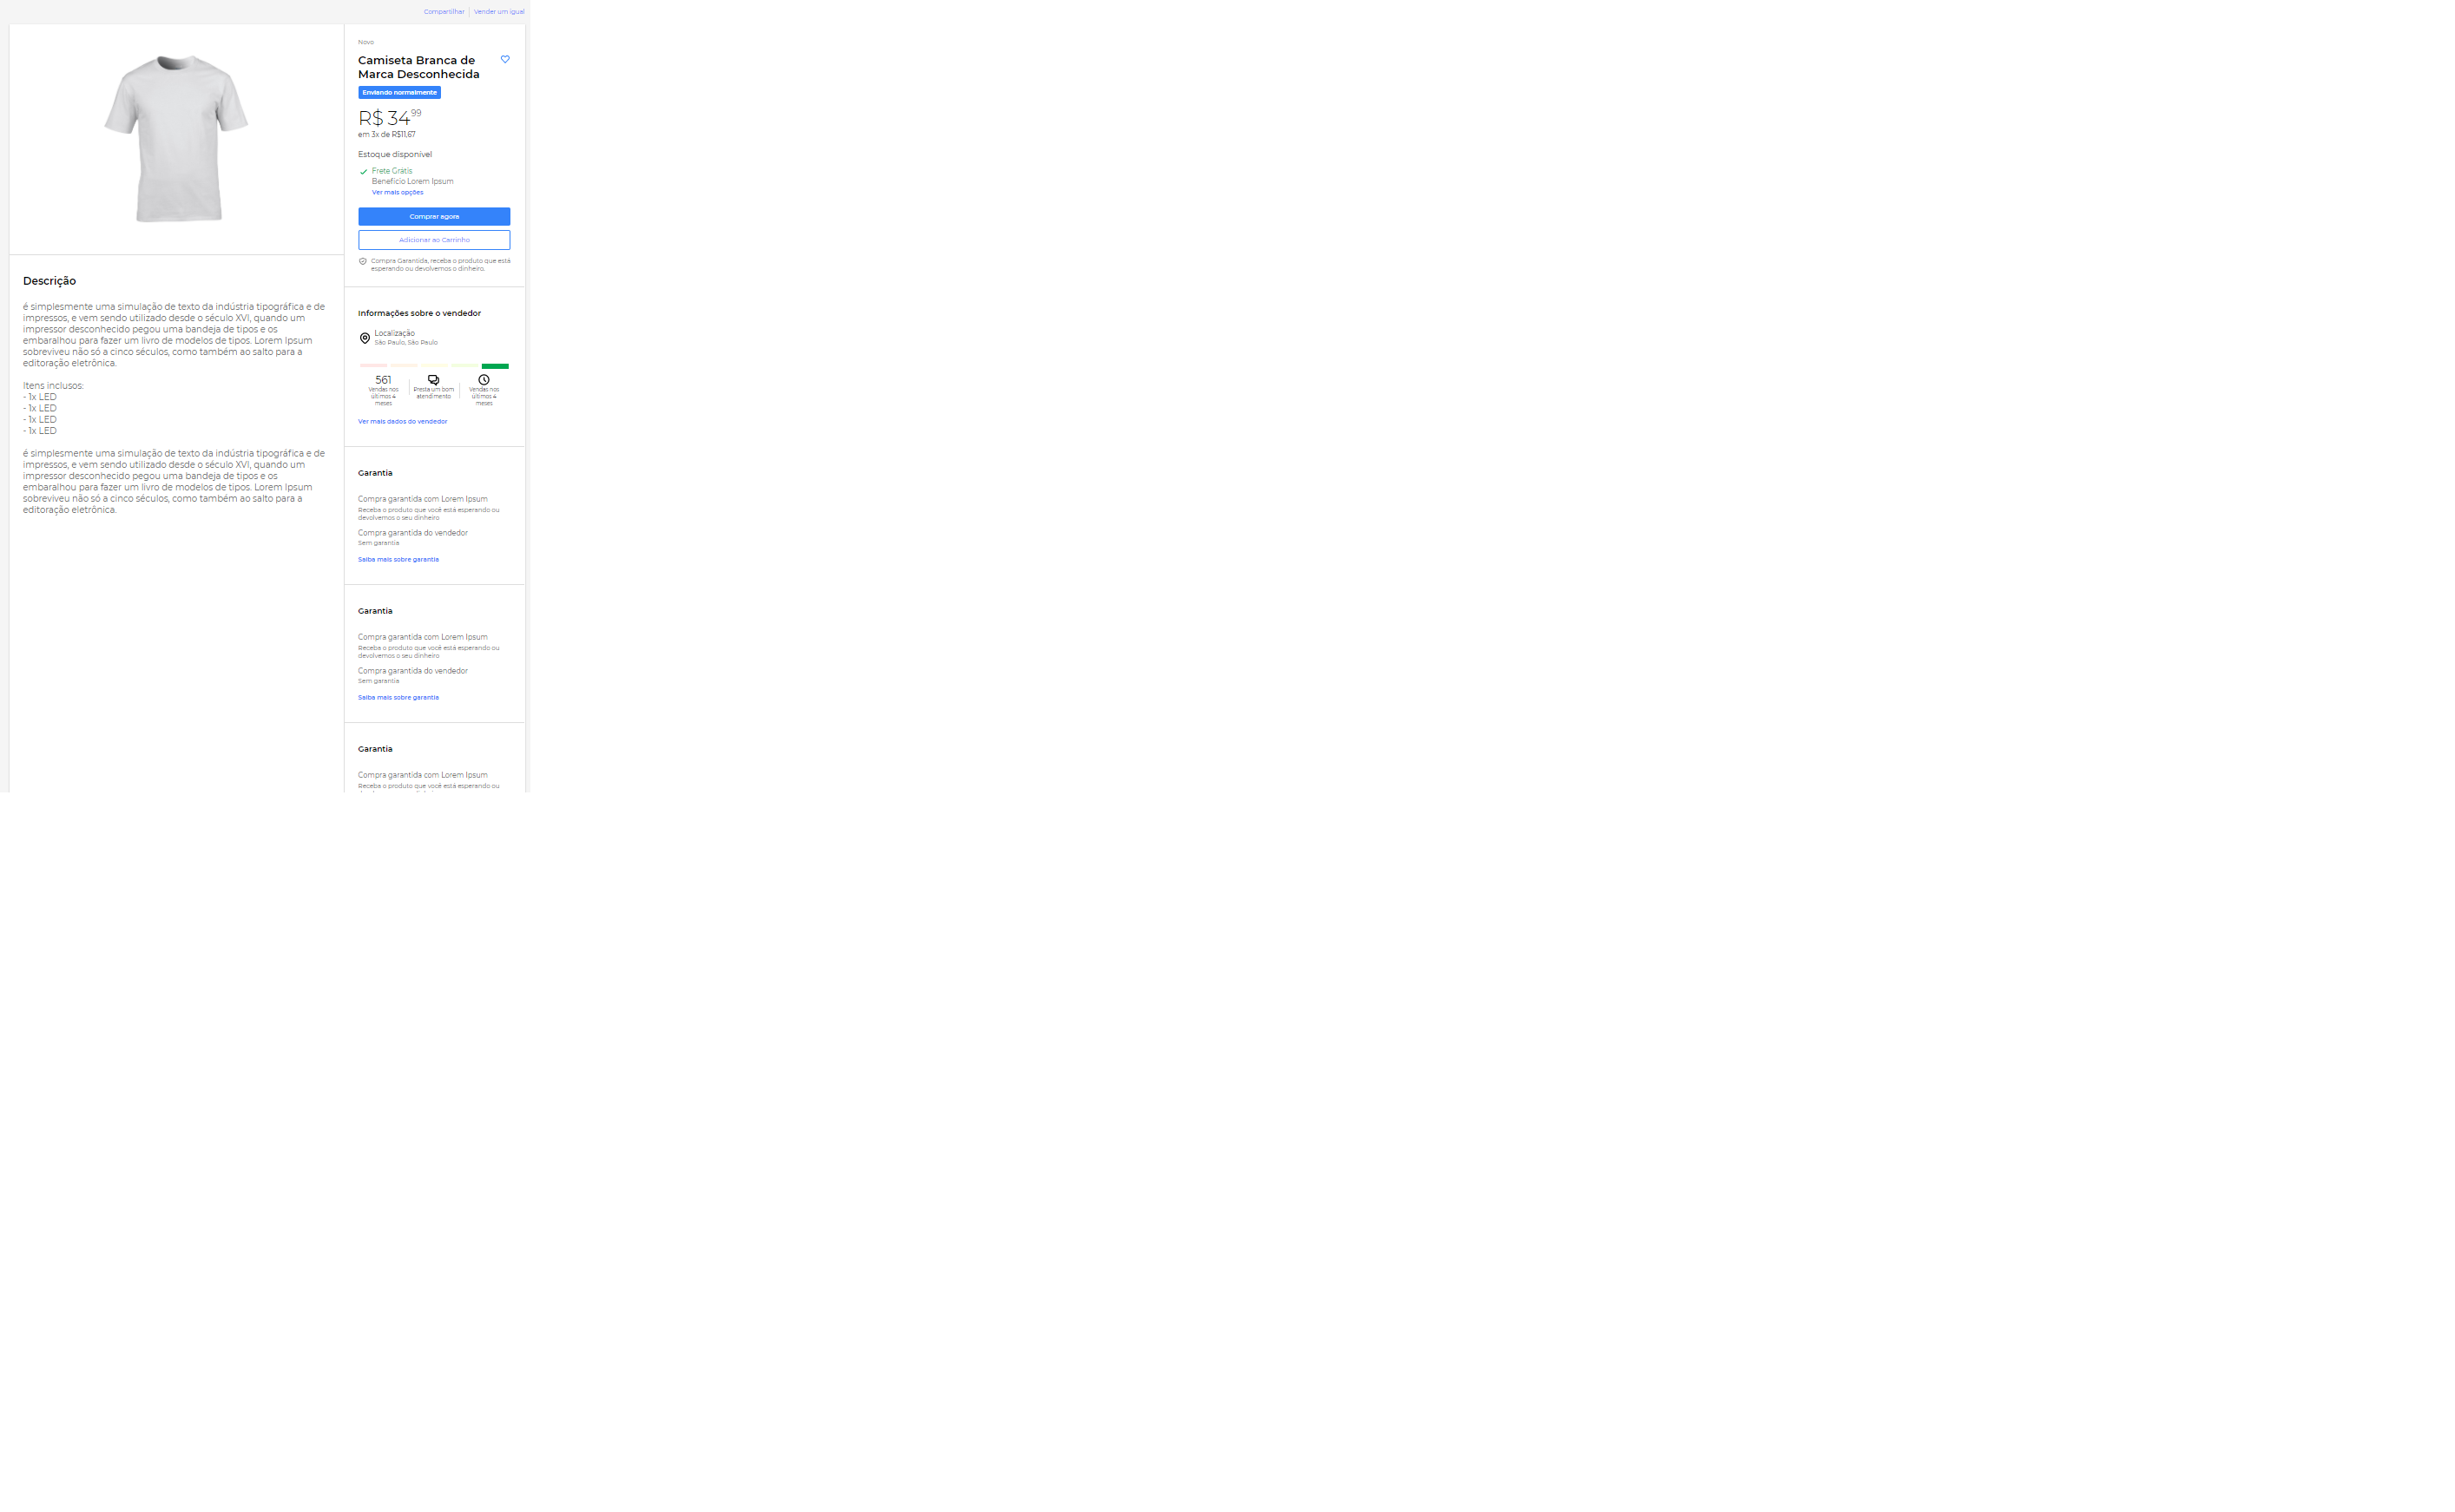 Compartilhar
Vender um igual
Novo
Camiseta Branca de
Marca Desconhecida
Enviando normalmente
R$ 34 99
em 3x de R$11,67
Estoque disponível
Frete Grátis
Benefício Lorem Ipsum
Ver mais opções
Comprar agora
Adicionar ao Carrinho
Compra Garantida, receba o produto que está
esperando ou devolvemos o dinheiro.
Descrição
é simplesmente uma simulação de texto da indústria tipográfica e de
impressos, e vem sendo utilizado desde o século XVI, quando um
impressor desconhecido pegou uma bandeja de tipos e os
embaralhou para fazer um livro de modelos de tipos. Lorem Ipsum
sobreviveu não só a cinco séculos, como também ao salto para a
editoração eletrônica.
Itens inclusos:
- 1x LED
- 1x LED
- 1x LED
- 1x LED
é simplesmente uma simulação de texto da indústria tipográfica e de
impressos, e vem sendo utilizado desde o século XVI, quando um
impressor desconhecido pegou uma bandeja de tipos e os
embaralhou para fazer um livro de modelos de tipos. Lorem Ipsum
sobreviveu não só a cinco séculos, como também ao salto para a
editoração eletrônica.
Informações sobre o vendedor
Localização
São Paulo, São Paulo
561
Vendas nos
últimos 4
meses
Presta um bom
atendimento
Vendas nos
últimos 4
meses
Ver mais dados do vendedor
Garantia
Compra garantida com Lorem Ipsum
Receba o produto que você está esperando ou
devolvemos o seu dinheiro
Compra garantida do vendedor
Sem garantia
Saiba mais sobre garantia
Garantia
Compra garantida com Lorem Ipsum
Receba o produto que você está esperando ou
devolvemos o seu dinheiro
Compra garantida do vendedor
Sem garantia
Saiba mais sobre garantia
Garantia
Compra garantida com Lorem Ipsum
Receba o produto que você está esperando ou